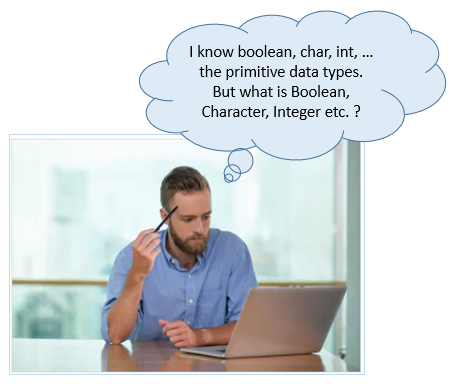 I know boolean, char, int, …
the primitive data types.
But what is Boolean,
Character, Integer etc. ?